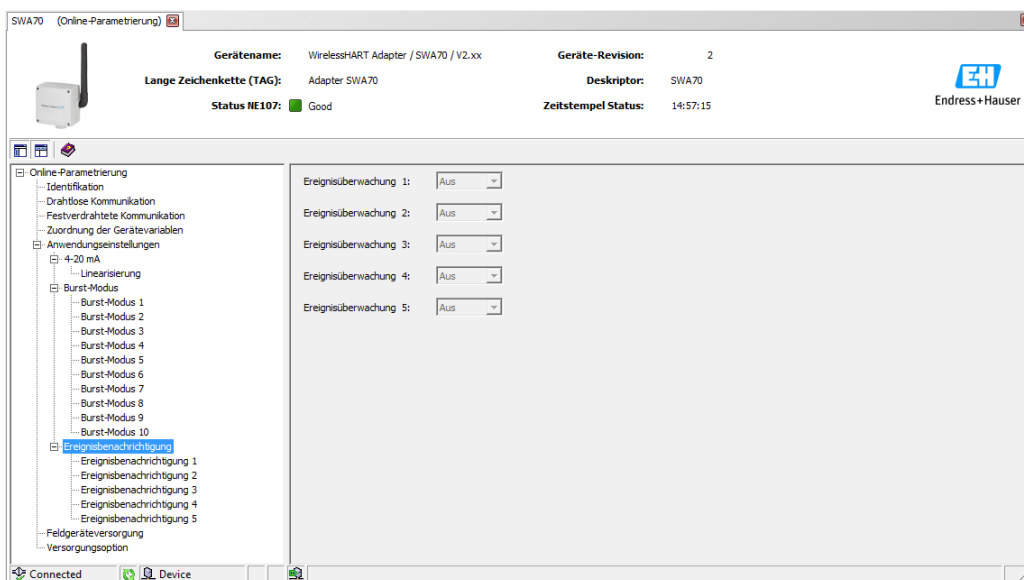 SWA70 (Online-Parametrierung)
Gerätename: WirelessHART Adapter / SWA70 / V2.xx Geräte-Revision: 2
Lange Zeichenkette (TAG): Adapter SWA70 Deskriptor: SWA70
Status NE107: Good Zeitstempel Status: 14:57:15
EH
Endress+Hauser
Online-Parametrierung
Identifikation
Drahtlose Kommunikation
Festverdrahtete Kommunikation
Zuordnung der Gerätevariablen
Anwendungseinstellungen
4-20 mA
Linearisierung
Burst-Modus
Burst-Modus 1
Burst-Modus 2
Burst-Modus 3
Burst-Modus 4
Burst-Modus 5
Burst-Modus 6
Burst-Modus 7
Burst-Modus 8
Burst-Modus 9
Burst-Modus 10
Ereignisbenachrichtigung
Ereignisbenachrichtigung 1
Ereignisbenachrichtigung 2
Ereignisbenachrichtigung 3
Ereignisbenachrichtigung 4
Ereignisbenachrichtigung 5
Feldgeräteversorgung
Versorgungsoption
Ereignisüberwachung 1: Aus
Ereignisüberwachung 2: Aus
Ereignisüberwachung 3: Aus
Ereignisüberwachung 4: Aus
Ereignisüberwachung 5: Aus
Connected Device